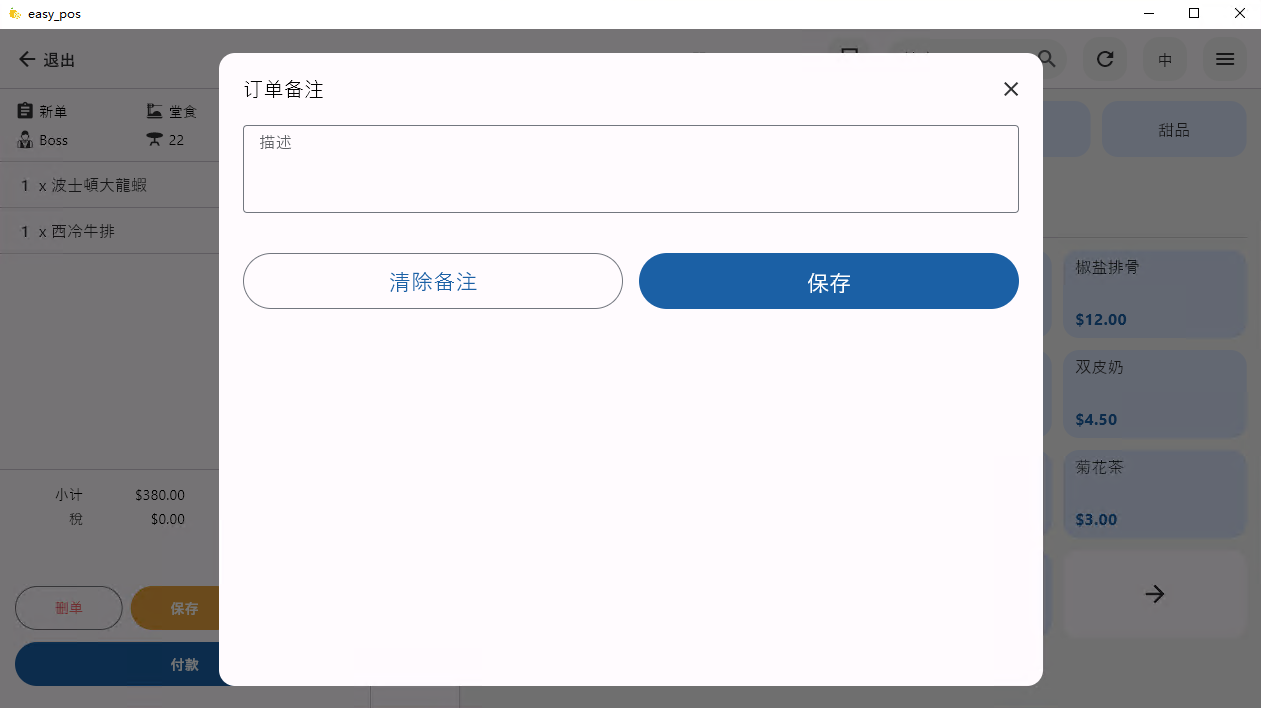 easy_pos
退出
中
新单
堂食
Boss
22
1 x 波士頓大龍蝦
1 x 西冷牛排
小计 $380.00
税 $0.00
删单
保存
付款
订单备注
描述
清除备注
保存
甜品
椒盐排骨
$12.00
双皮奶
$4.50
菊花茶
$3.00